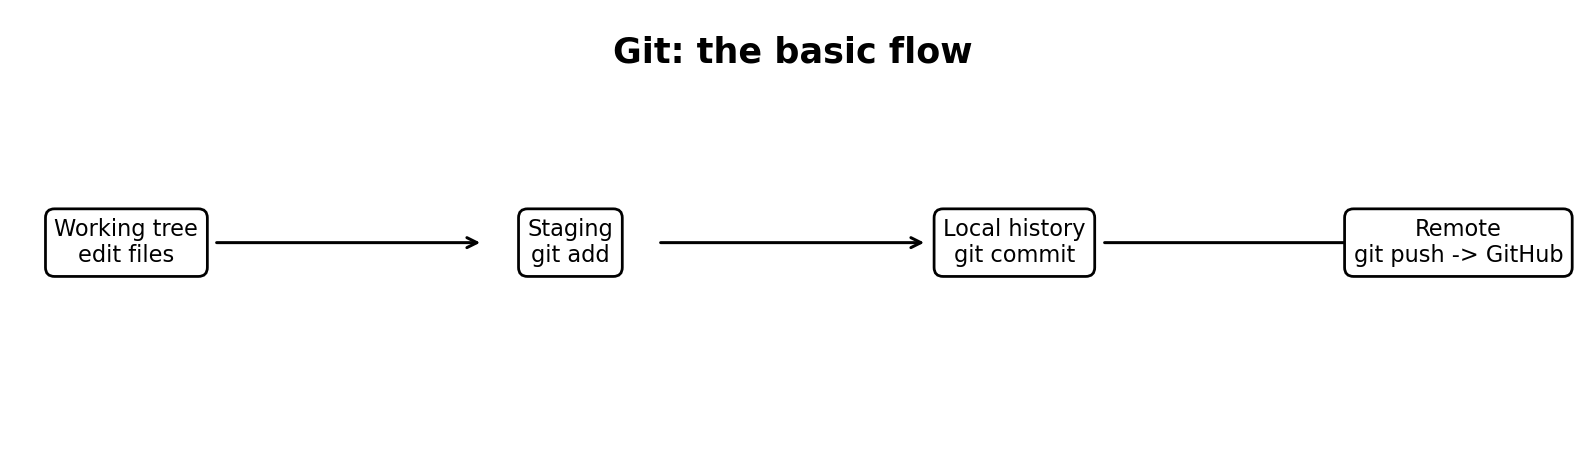 Git: the basic flow
Working tree
edit files
Staging
git add
Local history
git commit
Remote
git push -> GitHub